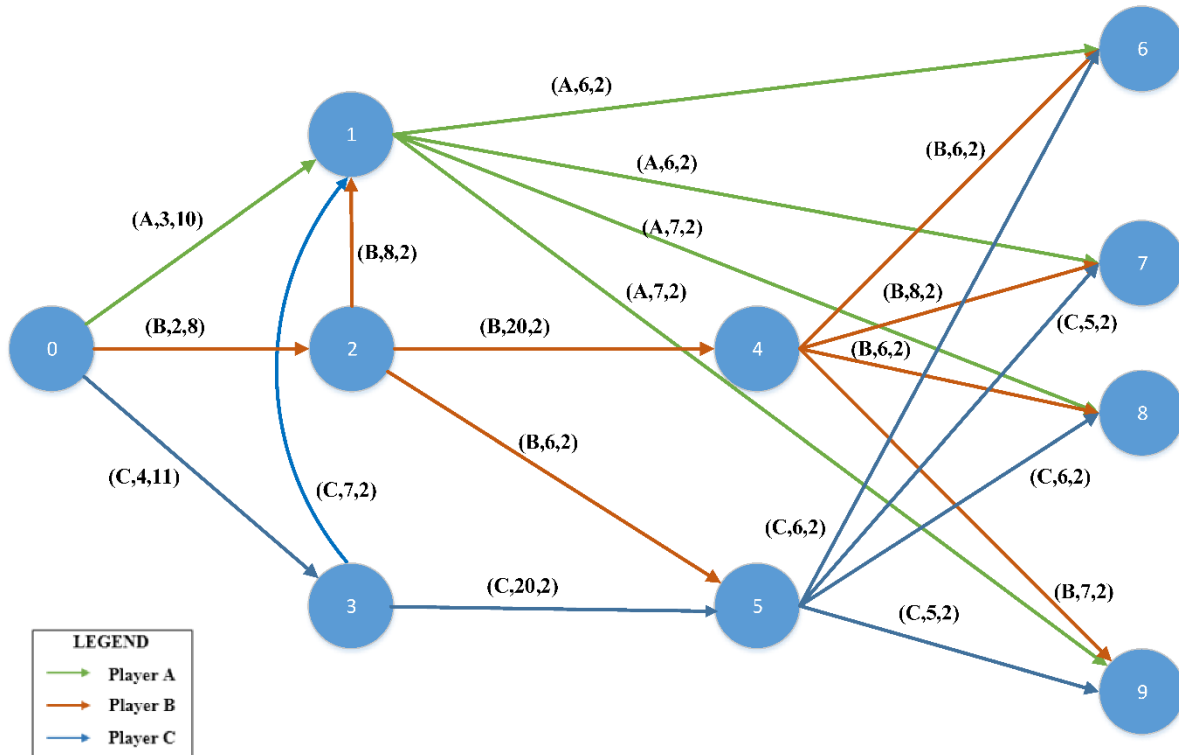 6
(A,6,2)
1
(B,6,2)
(A,6,2)
(A,3,10)
(A,7,2)
(B,8,2)
7
(A,7,2)
(B,8,2)
(C,5,2)
0
(B,2,8)
2
(B,20,2)
4
(B,6,2)
8
(B,6,2)
(C,4,11)
(C,7,2)
(C,6,2)
(C,6,2)
3
(C,20,2)
5
(B,7,2)
(C,5,2)
9
LEGEND
Player A
Player B
Player C